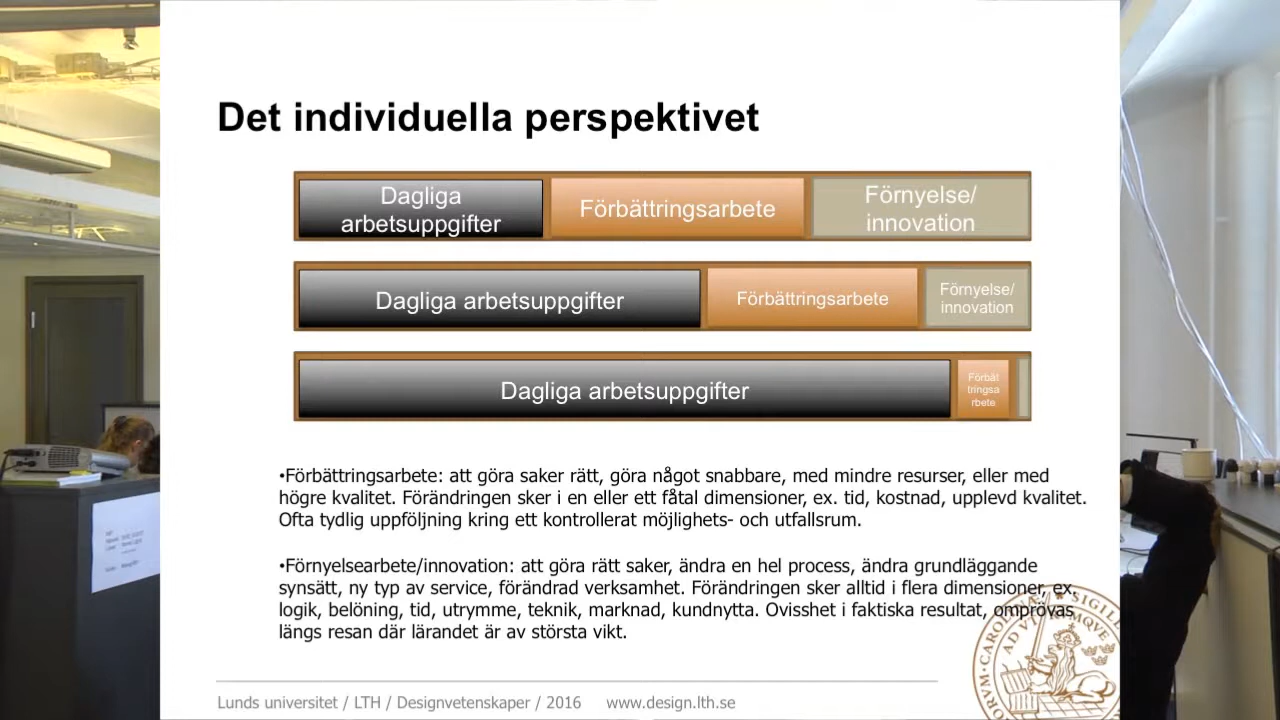 Det individuella perspektivet
Dagliga
arbetsuppgifter
Förbättringsarbete
Förnyelse/
innovation
Dagliga arbetsuppgifter
Förbättringsarbete
Förnyelse/
innovation
Dagliga arbetsuppgifter
Förbät
tringsa
rbete
•Förbättringsarbete: att göra saker rätt, göra något snabbare, med mindre resurser, eller med
högre kvalitet. Förändringen sker i en eller ett fåtal dimensioner, ex. tid, kostnad, upplevd kvalitet.
Ofta tydlig uppföljning kring ett kontrollerat möjlighets- och utfallsrum.
•Förnyelsearbete/innovation: att göra rätt saker, ändra en hel process, ändra grundläggande
synsätt, ny typ av service, förändrad verksamhet. Förändringen sker alltid i flera dimensioner, ex.
logik, belöning, tid, utrymme, teknik, marknad, kundnytta. Ovisshet i faktiska resultat, omprövas
längs resan där lärandet är av största vikt.
Lunds universitet / LTH / Designvetenskaper / 2016 www.design.lth.se